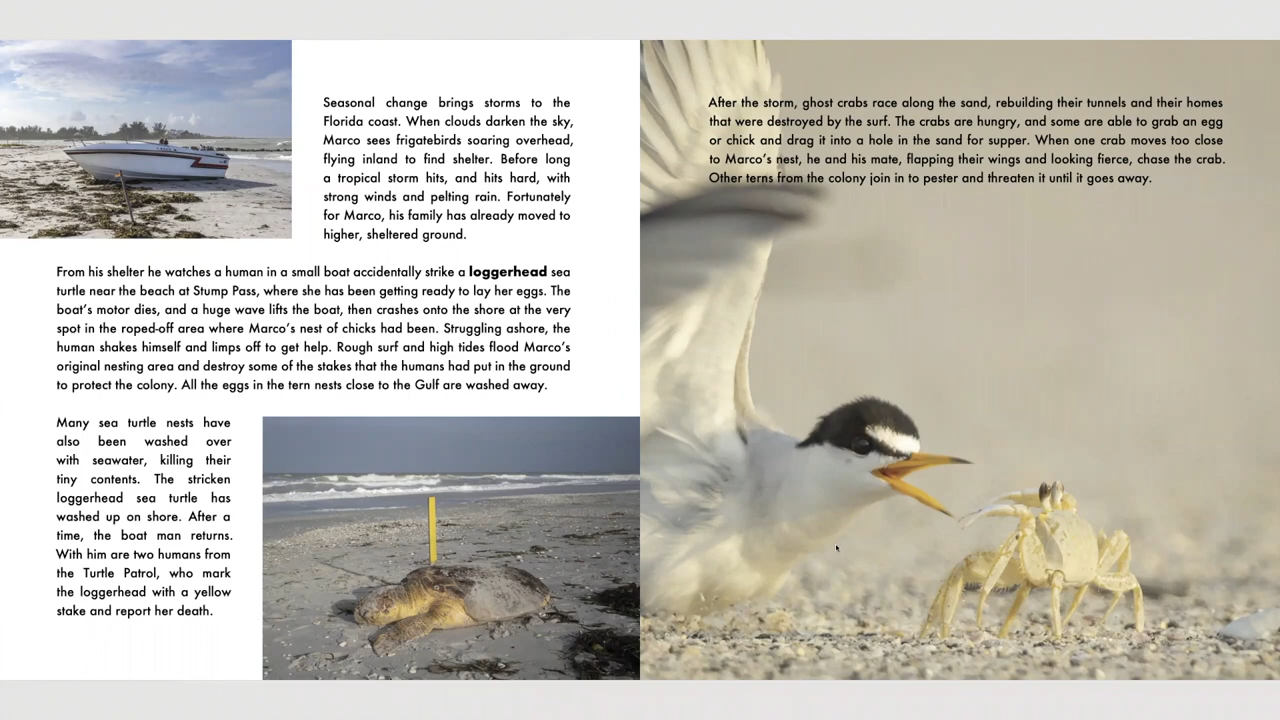 Seasonal change brings storms to the
Florida coast. When clouds darken the sky,
Marco sees frigatebirds soaring overhead,
flying inland to find shelter. Before long
a tropical storm hits, and hits hard, with
strong winds and pelting rain. Fortunately
for Marco, his family has already moved to
higher, sheltered ground.
From his shelter he watches a human in a small boat accidentally strike a loggerhead sea
turtle near the beach at Stump Pass, where she has been getting ready to lay her eggs. The
boat's motor dies, and a huge wave lifts the boat, then crashes onto the shore at the very
spot in the roped-off area where Marco's nest of chicks had been. Struggling ashore, the
human shakes himself and limps off to get help. Rough surf and high tides flood Marco's
original nesting area and destroy some of the stakes that the humans had put in the ground
to protect the colony. All the eggs in the tern nests close to the Gulf are washed away.
Many sea turtle nests have
also been washed over
with seawater, killing their
tiny contents. The stricken
loggerhead sea turtle has
washed up on shore. After a
time, the boat man returns.
With him are two humans from
the Turtle Patrol, who mark
the loggerhead with a yellow
stake and report her death.
After the storm, ghost crabs race along the sand, rebuilding their tunnels and their homes
that were destroyed by the surf. The crabs are hungry, and some are able to grab an egg
or chick and drag it into a hole in the sand for supper. When one crab moves too close
to Marco's nest, he and his mate, flapping their wings and looking fierce, chase the crab.
Other terns from the colony join in to pester and threaten it until it goes away.